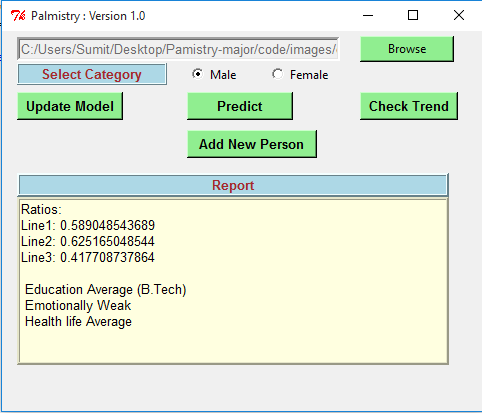 Palmistry : Version 1.0
C:/Users/Sumit/Desktop/Pamistry-major/code/images/
Browse
Select Category
Male
Female
Update Model
Predict
Check Trend
Add New Person
Report
Ratios:
Line1: 0.589048543689
Line2: 0.625165048544
Line3: 0.417708737864
Education Average (B.Tech)
Emotionally Weak
Health life Average